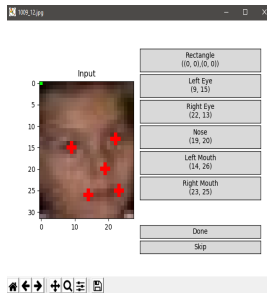 1009_12.jpg
Input
0
5
10
15
20
25
30
0
10
20
Rectangle
((0, 0),(0, 0))
Left Eye
(9, 15)
Right Eye
(22, 13)
Nose
(19, 20)
Left Mouth
(14, 26)
Right Mouth
(23, 25)
Done
Skip